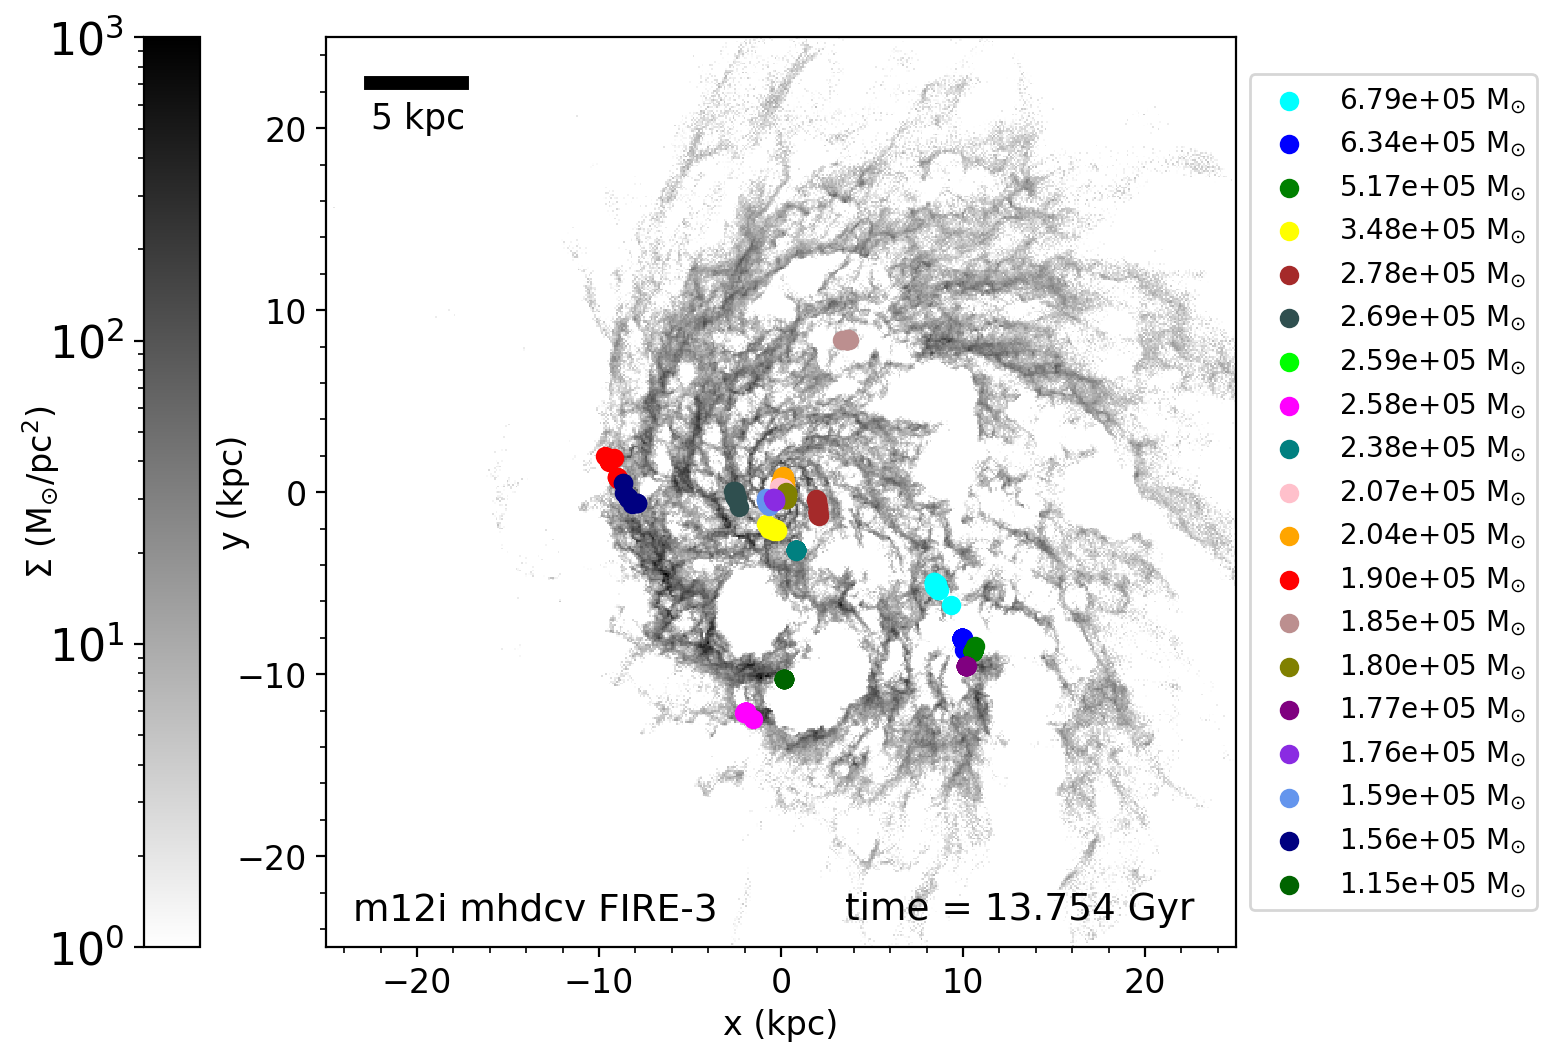 10³
10²
10¹
10⁰
Σ (M⊙/pc²)
y (kpc)
20
10
0
−10
−20
5 kpc
m12i mhdcv FIRE-3
time = 13.754 Gyr
−20 −10 0 10 20
x (kpc)
6.79e+05 M⊙
6.34e+05 M⊙
5.17e+05 M⊙
3.48e+05 M⊙
2.78e+05 M⊙
2.69e+05 M⊙
2.59e+05 M⊙
2.58e+05 M⊙
2.38e+05 M⊙
2.07e+05 M⊙
2.04e+05 M⊙
1.90e+05 M⊙
1.85e+05 M⊙
1.80e+05 M⊙
1.77e+05 M⊙
1.76e+05 M⊙
1.59e+05 M⊙
1.56e+05 M⊙
1.15e+05 M⊙